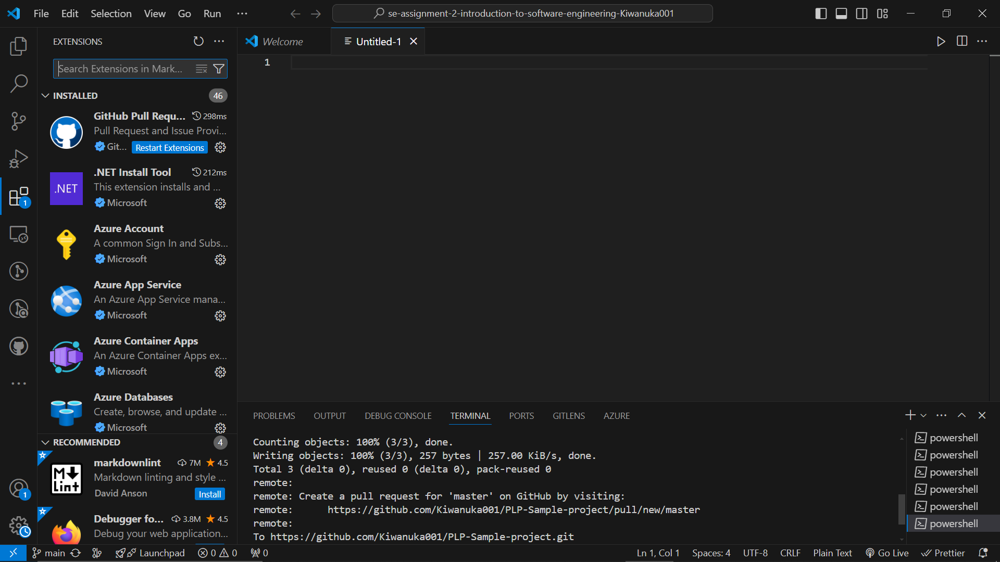 File Edit Selection View Go Run ···
se-assignment-2-introduction-to-software-engineering-Kiwanuka001
EXTENSIONS
Search Extensions in Mark...
INSTALLED 46
GitHub Pull Requ... 298ms
Pull Request and Issue Provi...
Git... Restart Extensions
.NET
.NET Install Tool 212ms
This extension installs and ...
Microsoft
Azure Account
A common Sign In and Subs...
Microsoft
Azure App Service
An Azure App Service mana...
Microsoft
Azure Container Apps
An Azure Container Apps ex...
Microsoft
Azure Databases
Create, browse, and update ...
Microsoft
RECOMMENDED 4
M Lint
markdownlint 7M 4.5
Markdown linting and style ...
David Anson Install
Debugger fo... 3.8M 4.5
Debug your web application...
1
1
Welcome
Untitled-1
1
PROBLEMS OUTPUT DEBUG CONSOLE TERMINAL PORTS GITLENS AZURE
Counting objects: 100% (3/3), done.
Writing objects: 100% (3/3), 257 bytes | 257.00 KiB/s, done.
Total 3 (delta 0), reused 0 (delta 0), pack-reused 0
remote:
remote: Create a pull request for 'master' on GitHub by visiting:
remote:      https://github.com/Kiwanuka001/PLP-Sample-project/pull/new/master
remote:
To https://github.com/Kiwanuka001/PLP-Sample-project.git
powershell
powershell
powershell
powershell
powershell
powershell
main Launchpad 0 0 0 Ln 1, Col 1 Spaces: 4 UTF-8 CRLF Plain Text Go Live Prettier